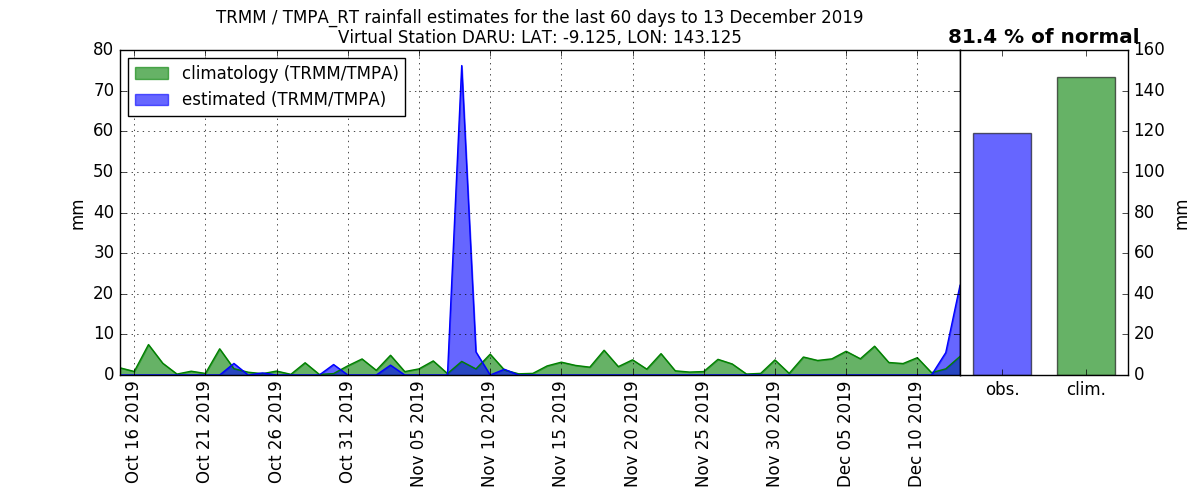 TRMM / TMPA_RT rainfall estimates for the last 60 days to 13 December 2019
Virtual Station DARU: LAT: -9.125, LON: 143.125
81.4 % of normal
climatology (TRMM/TMPA)
estimated (TRMM/TMPA)
mm
80
70
60
50
40
30
20
10
0
Oct 16 2019
Oct 21 2019
Oct 26 2019
Oct 31 2019
Nov 05 2019
Nov 10 2019
Nov 15 2019
Nov 20 2019
Nov 25 2019
Nov 30 2019
Dec 05 2019
Dec 10 2019
obs.
clim.
160
140
120
100
80
60
40
20
0
mm